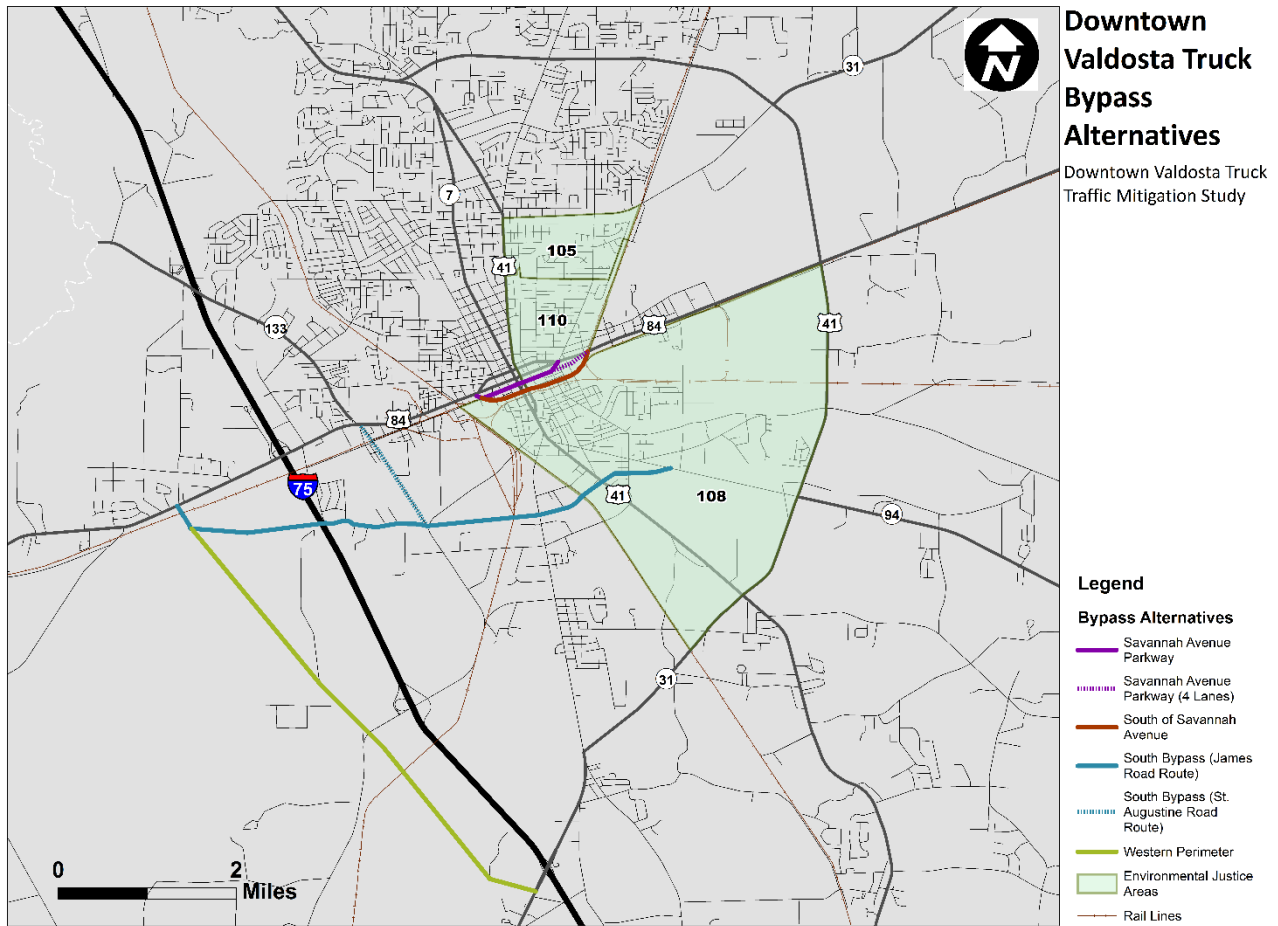 Downtown
Valdosta Truck
Bypass
Alternatives
Downtown Valdosta Truck
Traffic Mitigation Study
N
31
7
105
41
110
84
41
133
84
75
41
108
94
31
0
2
Miles
Legend
Bypass Alternatives
Savannah Avenue
Parkway
Savannah Avenue
Parkway (4 Lanes)
South of Savannah
Avenue
South Bypass (James
Road Route)
South Bypass (St.
Augustine Road
Route)
Western Perimeter
Environmental Justice
Areas
Rail Lines